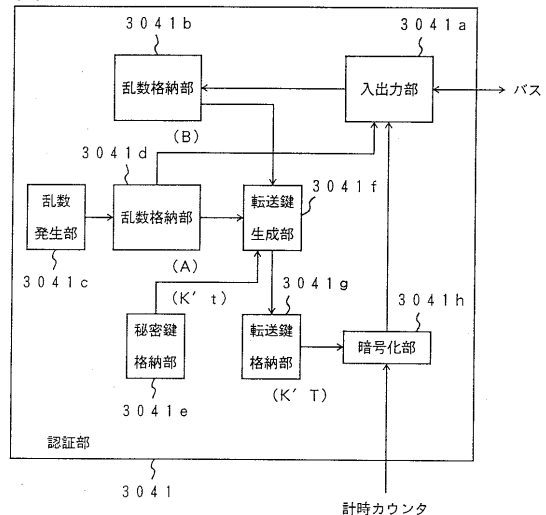 3041b
3041a
乱数格納部
入出力部
バス
(B)
3041d
3041f
乱数
発生部
乱数格納部
転送鍵
生成部
3041c
(A)
3041g
3041h
(K' t)
秘密鍵
格納部
転送鍵
格納部
暗号化部
3041e
(K' T)
認証部
3041
計時カウンタ